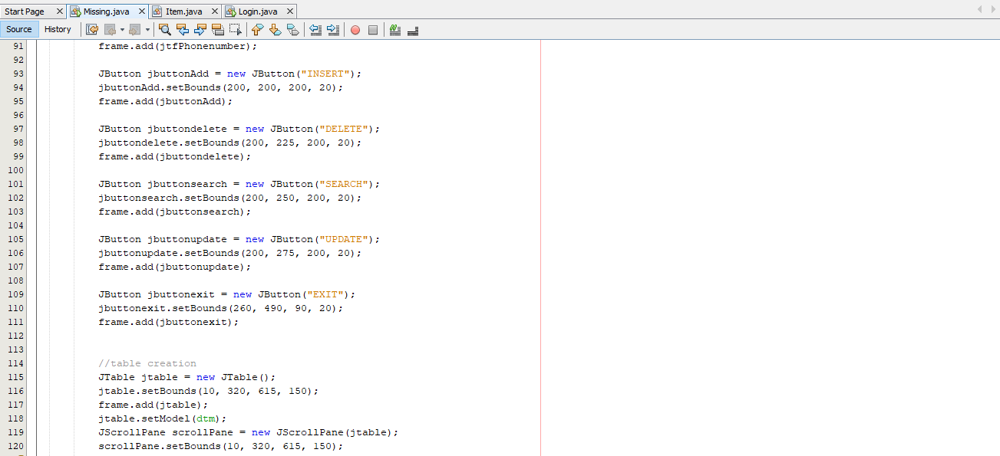 Start Page Missing.java Item.java Login.java
Source History
91 frame.add(jtfPhonenumber);
92
93 JButton jbuttonAdd = new JButton("INSERT");
94 jbuttonAdd.setBounds(200, 200, 200, 20);
95 frame.add(jbuttonAdd);
96
97 JButton jbuttondelete = new JButton("DELETE");
98 jbuttondelete.setBounds(200, 225, 200, 20);
99 frame.add(jbuttondelete);
100
101 JButton jbuttonsearch = new JButton("SEARCH");
102 jbuttonsearch.setBounds(200, 250, 200, 20);
103 frame.add(jbuttonsearch);
104
105 JButton jbuttonupdate = new JButton("UPDATE");
106 jbuttonupdate.setBounds(200, 275, 200, 20);
107 frame.add(jbuttonupdate);
108
109 JButton jbuttonexit = new JButton("EXIT");
110 jbuttonexit.setBounds(260, 490, 90, 20);
111 frame.add(jbuttonexit);
112
113
114 //table creation
115 JTable jtable = new JTable();
116 jtable.setBounds(10, 320, 615, 150);
117 frame.add(jtable);
118 jtable.setModel(dtm);
119 JScrollPane scrollPane = new JScrollPane(jtable);
120 scrollPane.setBounds(10, 320, 615, 150);